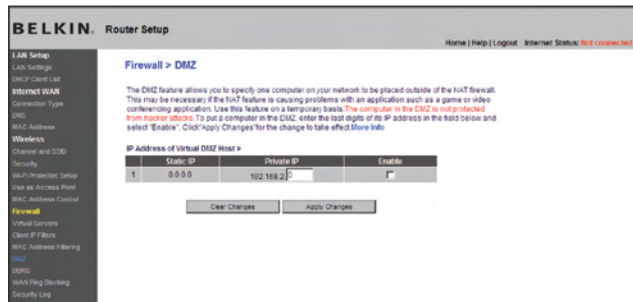 BELKIN. Router Setup
Home | Help | Logout Internet Status: Not connected
LAN Setup
LAN Settings
DHCP Client List
Internet WAN
Connection Type
DNS
MAC Address
Wireless
Channel and SSID
Security
Wi-Fi Protected Setup
Use as Access Point
MAC Address Control
Firewall
Virtual Servers
Client IP Filters
MAC Address Filtering
DMZ
DDNS
WAN Ping Blocking
Security Log
Firewall > DMZ
The DMZ feature allows you to specify one computer on your network to be placed outside of the NAT firewall.
This may be necessary if the NAT feature is causing problems with an application such as a game or video
conferencing application. Use this feature on a temporary basis. The computer in the DMZ is not protected
from hacker attacks. To put a computer in the DMZ, enter the last digits of its IP address in the field below and
select "Enable". Click "Apply Changes" for the change to take effect. More Info
IP Address of Virtual DMZ Host >
Static IP Private IP Enable
1 0.0.0.0 192.168.2. 0
Clear Changes Apply Changes